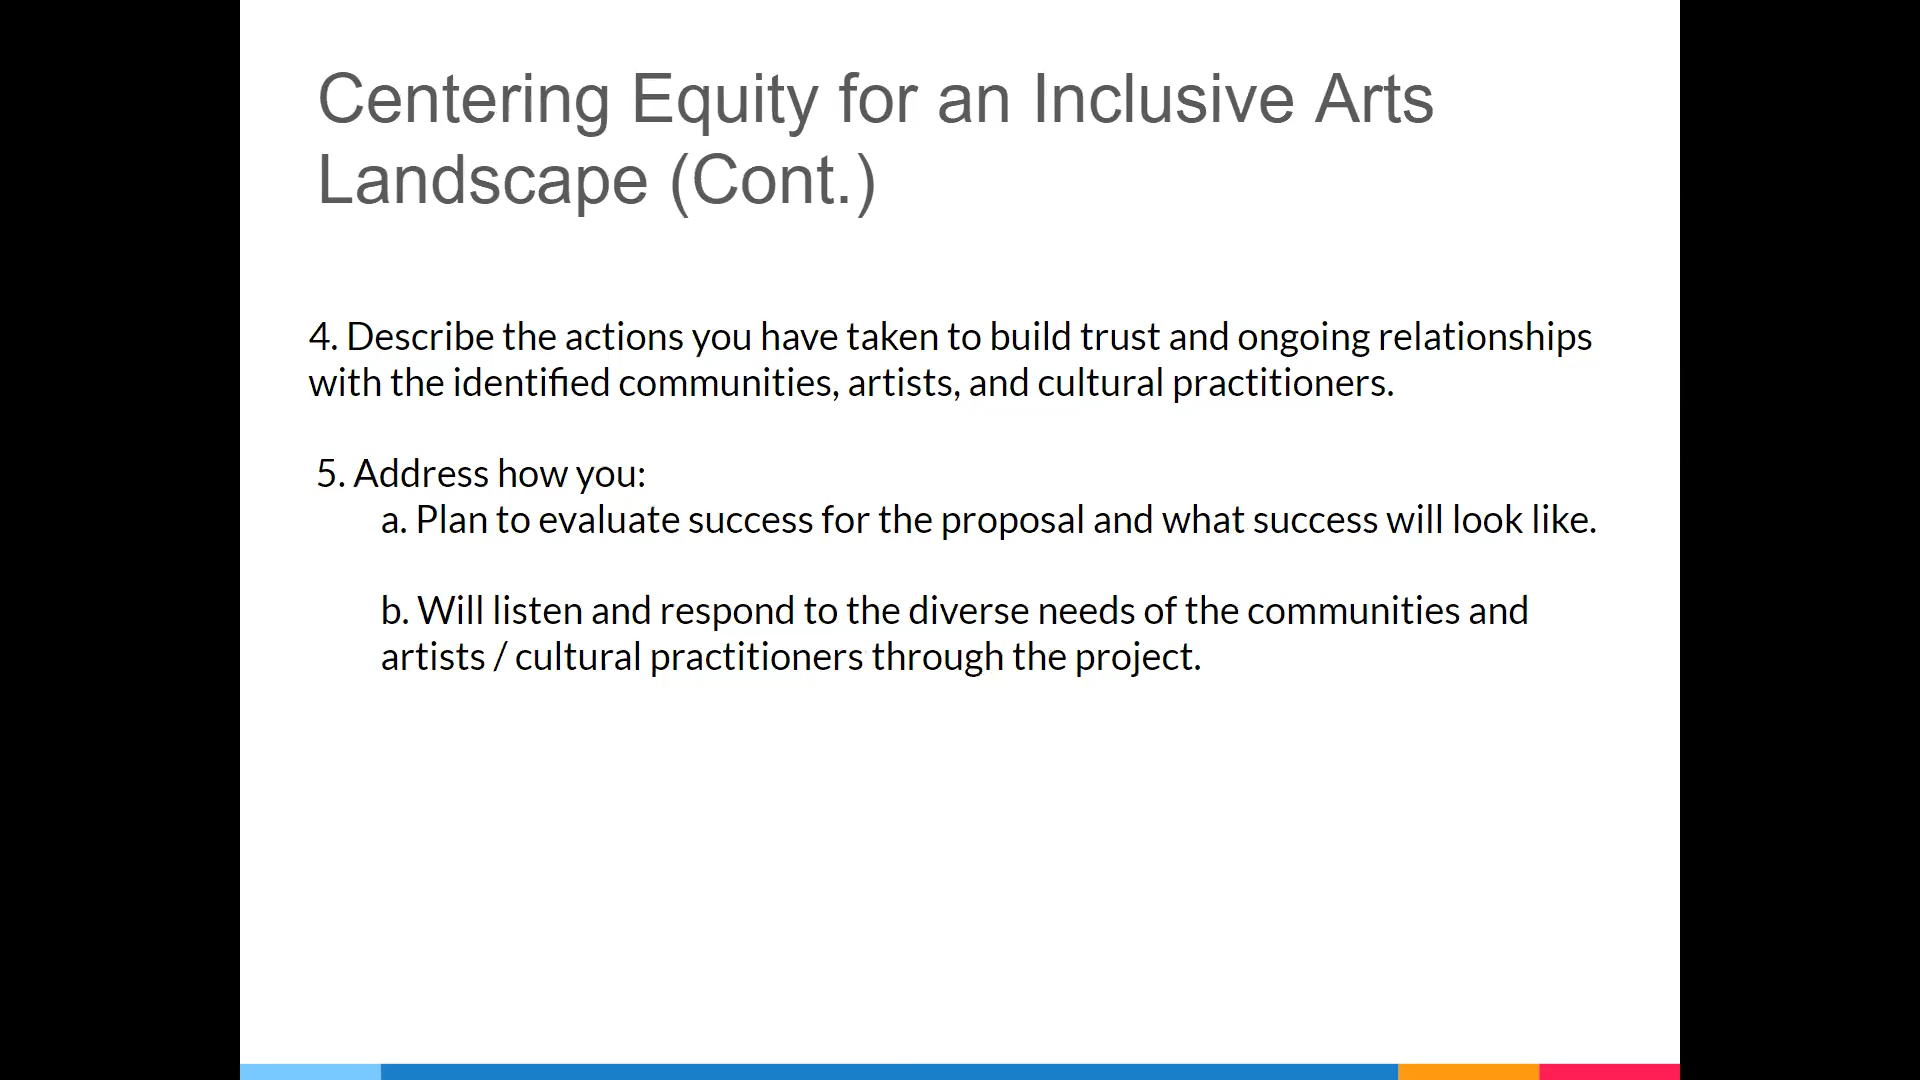 Centering Equity for an Inclusive Arts
Landscape (Cont.)
4. Describe the actions you have taken to build trust and ongoing relationships
with the identified communities, artists, and cultural practitioners.
5. Address how you:
a. Plan to evaluate success for the proposal and what success will look like.
b. Will listen and respond to the diverse needs of the communities and
artists / cultural practitioners through the project.